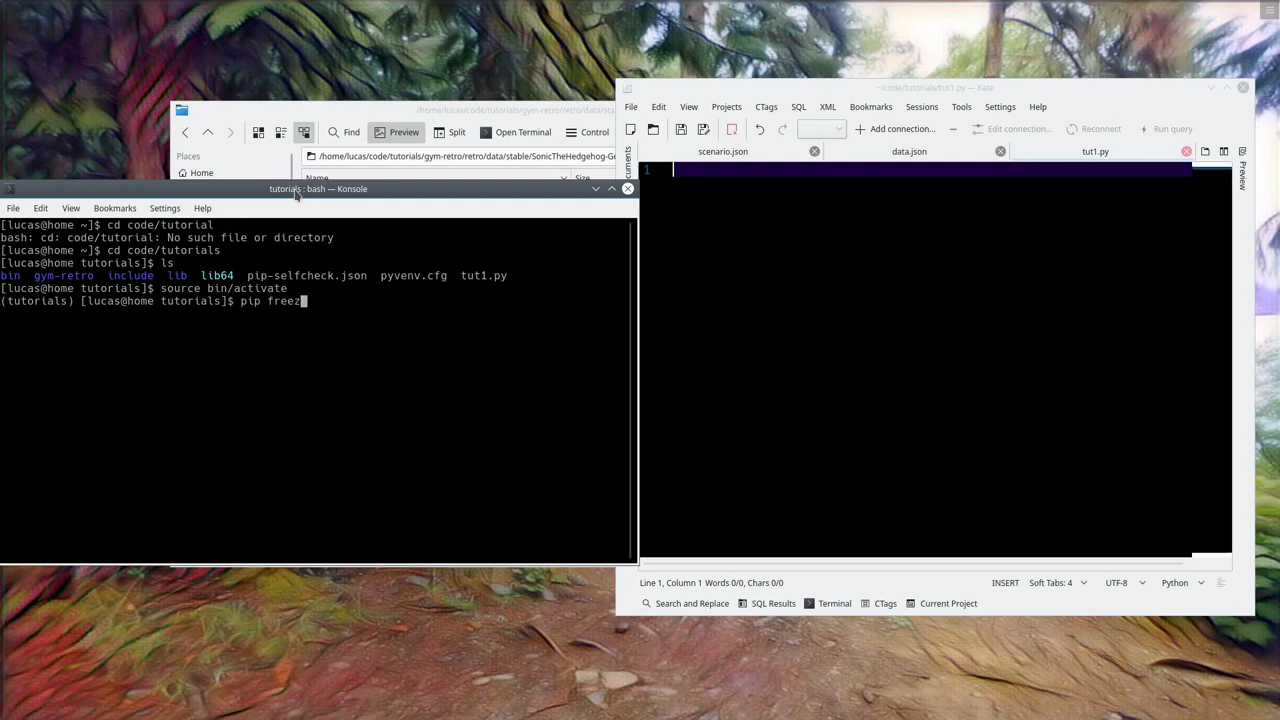 ~/code/tutorials/tut1.py — Kate
File Edit View Projects CTags SQL XML Bookmarks Sessions Tools Settings Help
Add connection... Edit connection... Reconnect Run query
scenario.json data.json tut1.py
Preview
1
/home/lucas/code/tutorials/gym-retro/retro/data/sta
Find Preview Split Open Terminal Control
Places
/home/lucas/code/tutorials/gym-retro/retro/data/stable/SonicTheHedgehog-Ge
Home
Name Size
tutorials : bash — Konsole
File Edit View Bookmarks Settings Help
[lucas@home ~]$ cd code/tutorial
bash: cd: code/tutorial: No such file or directory
[lucas@home ~]$ cd code/tutorials
[lucas@home tutorials]$ ls
bin gym-retro include lib lib64 pip-selfcheck.json pyvenv.cfg tut1.py
[lucas@home tutorials]$ source bin/activate
(tutorials) [lucas@home tutorials]$ pip freez
Line 1, Column 1 Words 0/0, Chars 0/0 INSERT Soft Tabs: 4 UTF-8 Python
Search and Replace SQL Results Terminal CTags Current Project